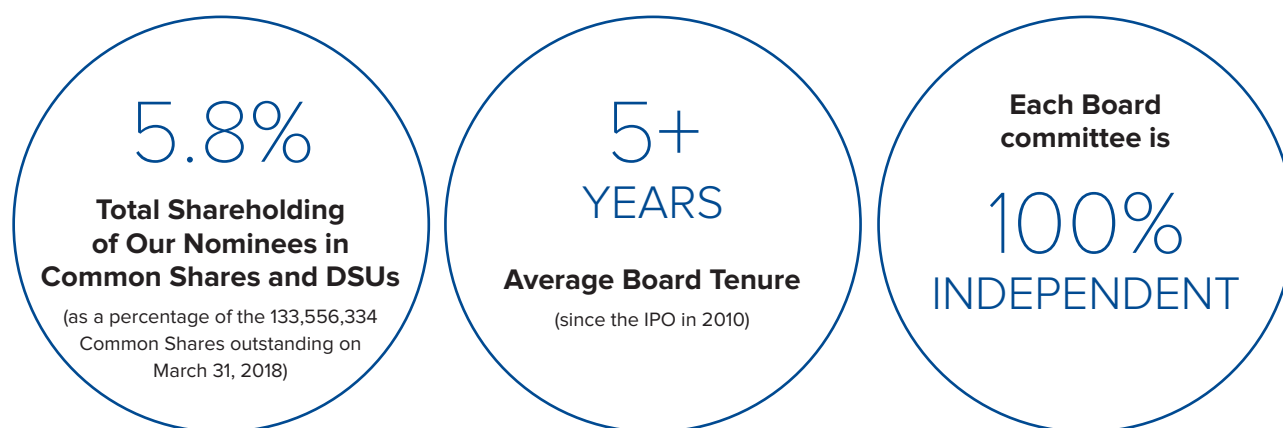 5.8%
Total Shareholding
of Our Nominees in
Common Shares and DSUs
(as a percentage of the 133,556,334
Common Shares outstanding on
March 31, 2018)
5+
YEARS
Average Board Tenure
(since the IPO in 2010)
Each Board
committee is
100%
INDEPENDENT